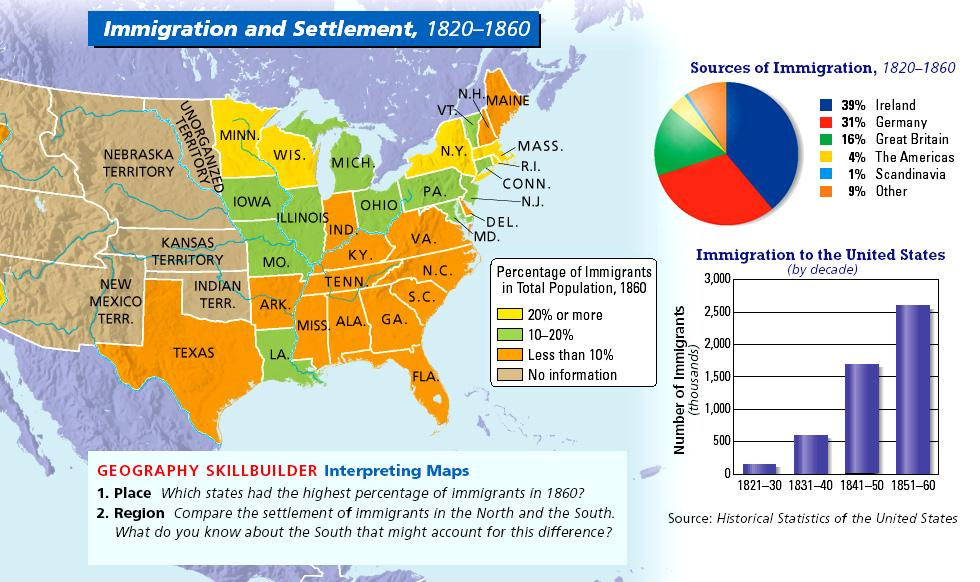 Immigration and Settlement, 1820–1860
UNORGANIZED
TERRITORY
MINN.
WIS.
MICH.
N.H.
VT.
MAINE
N.Y.
MASS.
R.I.
CONN.
N.J.
PA.
DEL.
MD.
NEBRASKA
TERRITORY
IOWA
ILLINOIS
IND.
OHIO
KANSAS
TERRITORY
MO.
KY.
VA.
NEW
MEXICO
TERR.
INDIAN
TERR.
ARK.
TENN.
N.C.
S.C.
MISS.
ALA.
GA.
TEXAS
LA.
FLA.
Percentage of Immigrants
in Total Population, 1860
20% or more
10–20%
Less than 10%
No information
GEOGRAPHY SKILLBUILDER Interpreting Maps
1. Place Which states had the highest percentage of immigrants in 1860?
2. Region Compare the settlement of immigrants in the North and the South.
What do you know about the South that might account for this difference?
Sources of Immigration, 1820–1860
39% Ireland
31% Germany
16% Great Britain
4% The Americas
1% Scandinavia
9% Other
Immigration to the United States
(by decade)
Number of Immigrants
(thousands)
3,000
2,500
2,000
1,500
1,000
500
0
1821–30 1831–40 1841–50 1851–60
Source: Historical Statistics of the United States